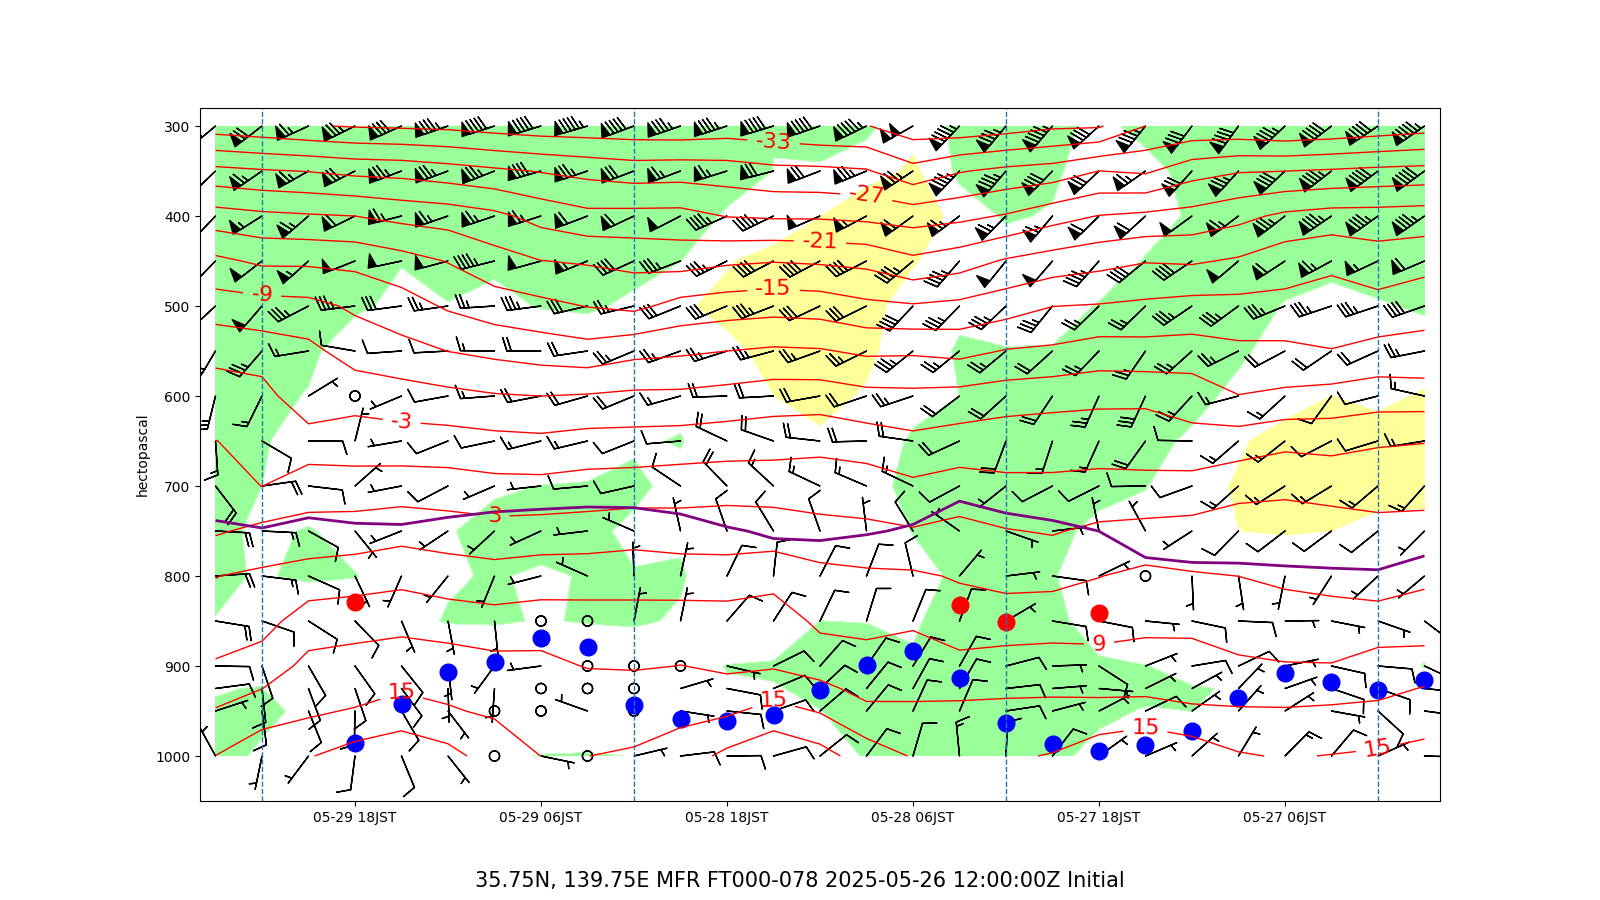 300
400
500
600
700
800
900
1000
hectopascal
-33
-27
-21
-15
-9
-3
3
9
15
15
15
15
05-29 18JST
05-29 06JST
05-28 18JST
05-28 06JST
05-27 18JST
05-27 06JST
35.75N, 139.75E MFR FT000-078 2025-05-26 12:00:00Z Initial